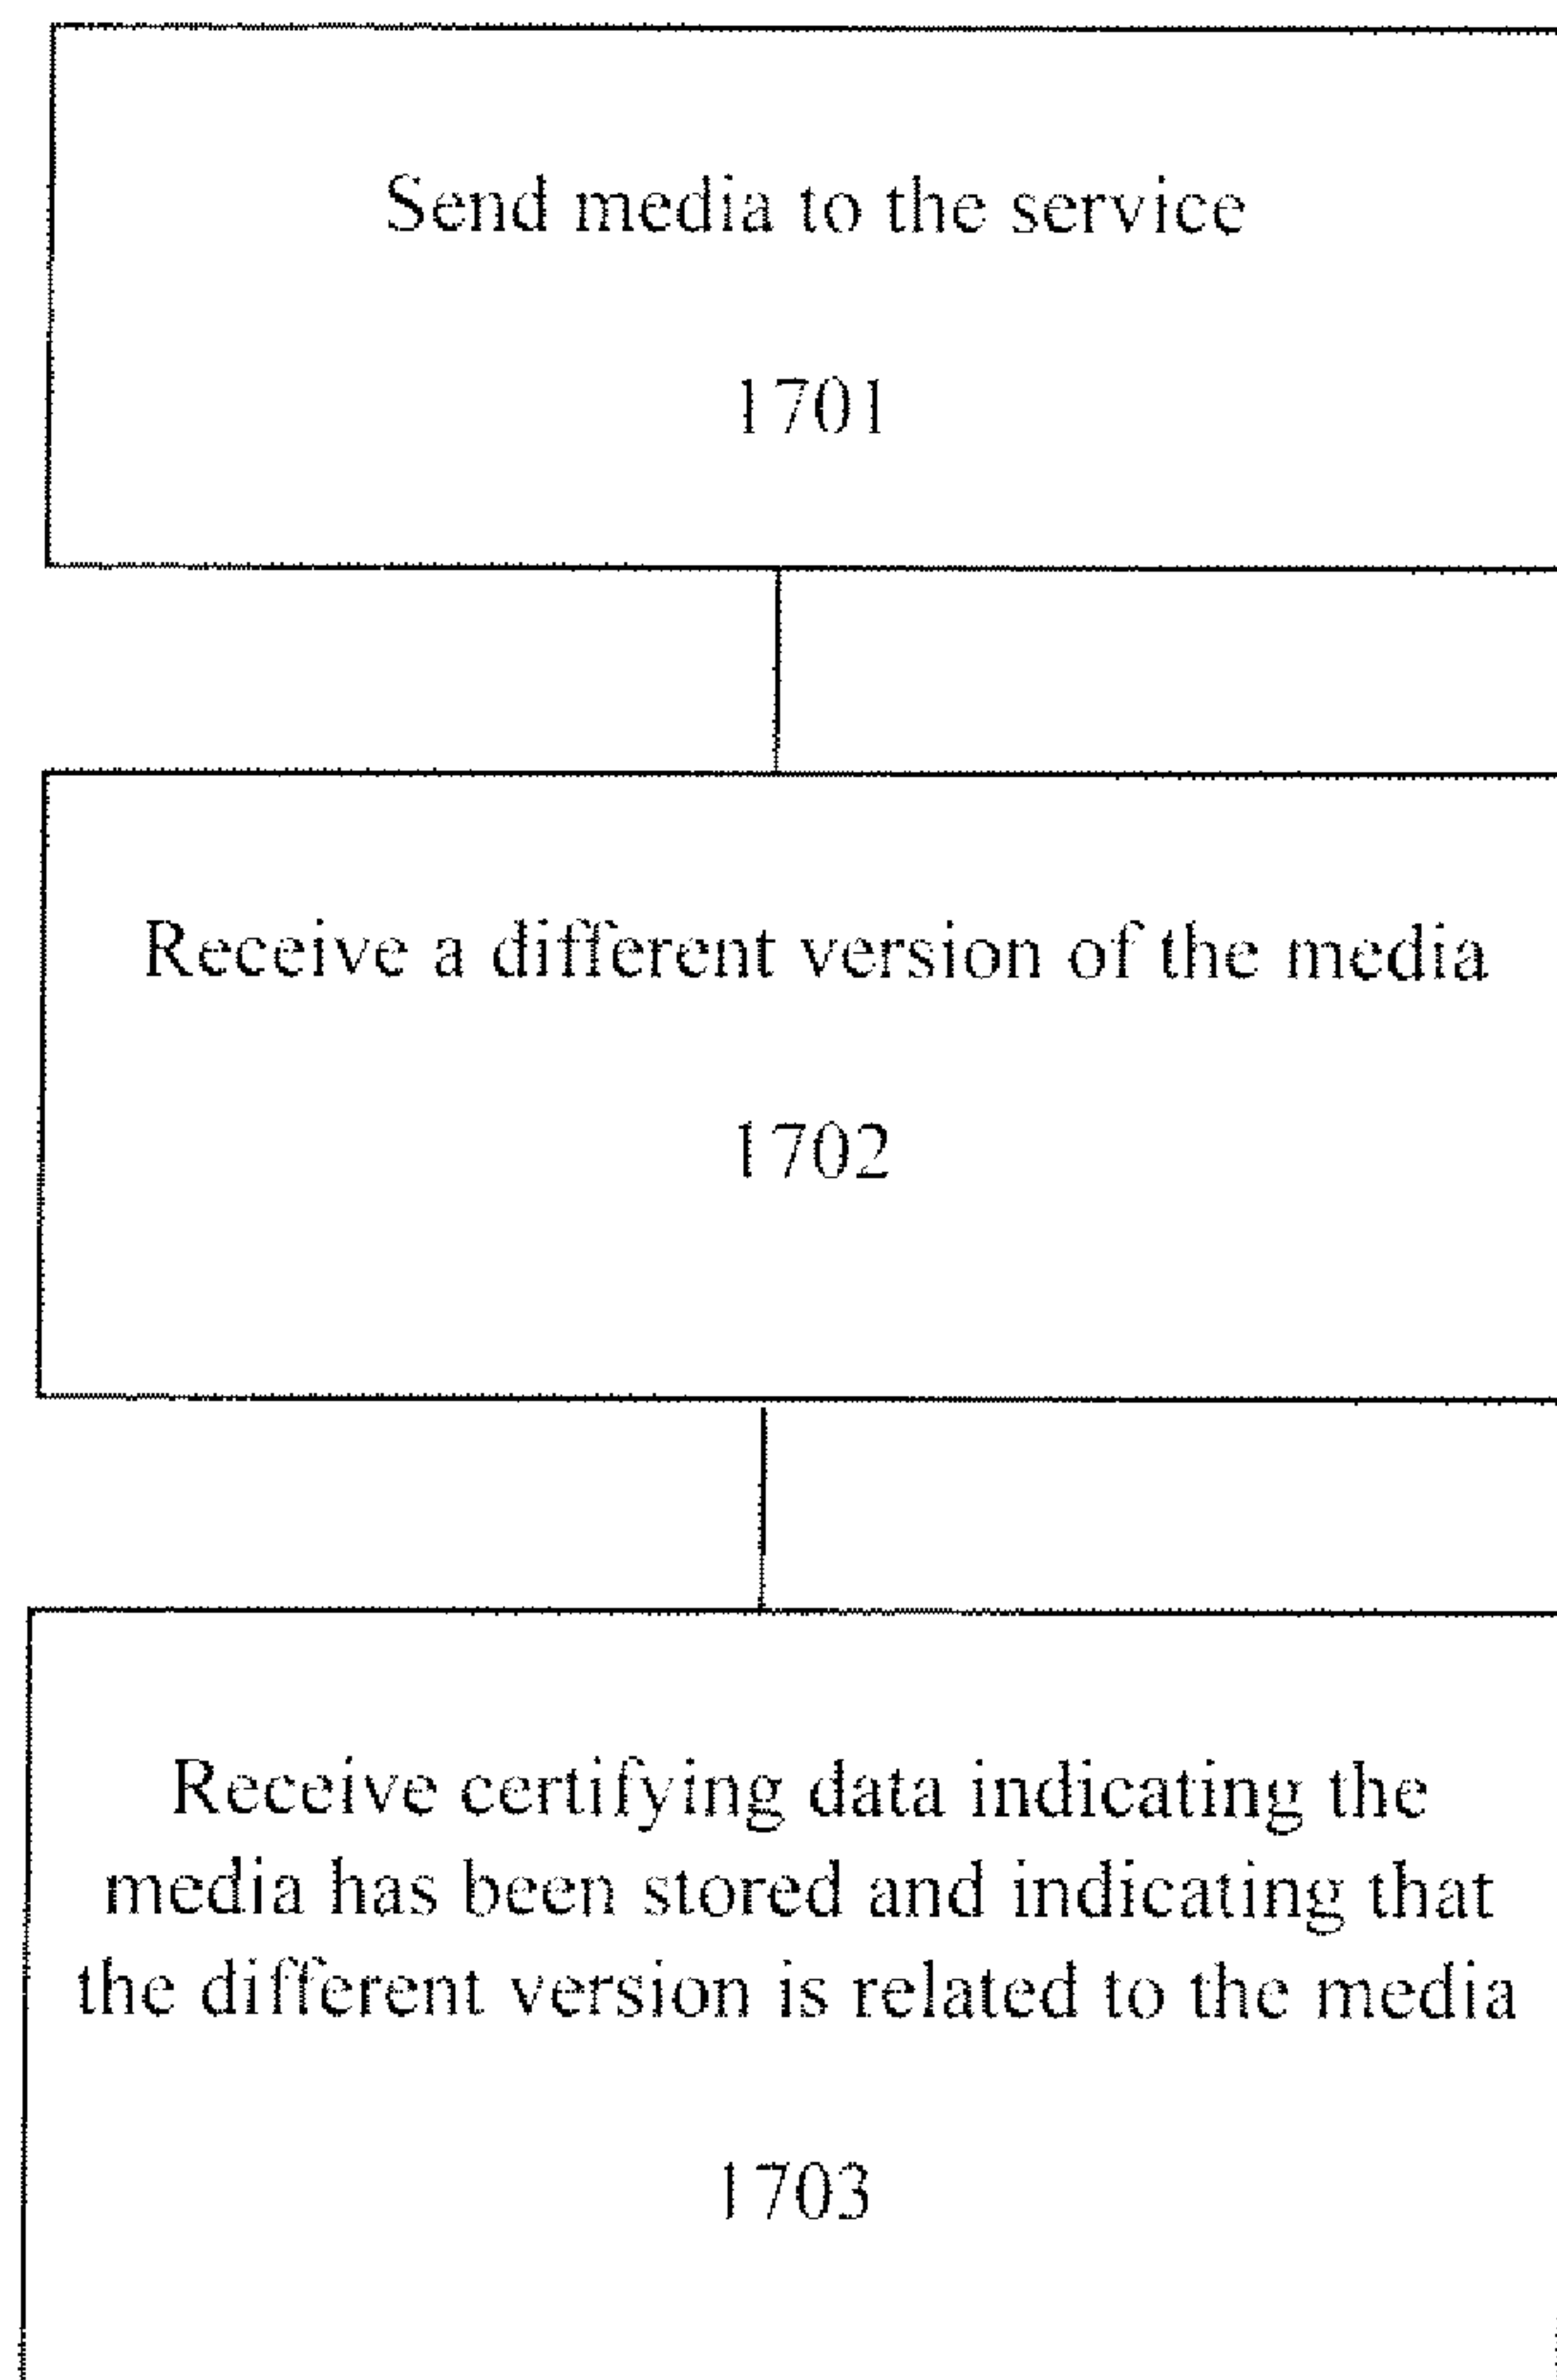 Send media to the service
1701
Receive a different version of the media
1702
Receive certifying data indicating the
media has been stored and indicating that
the different version is related to the media
1703